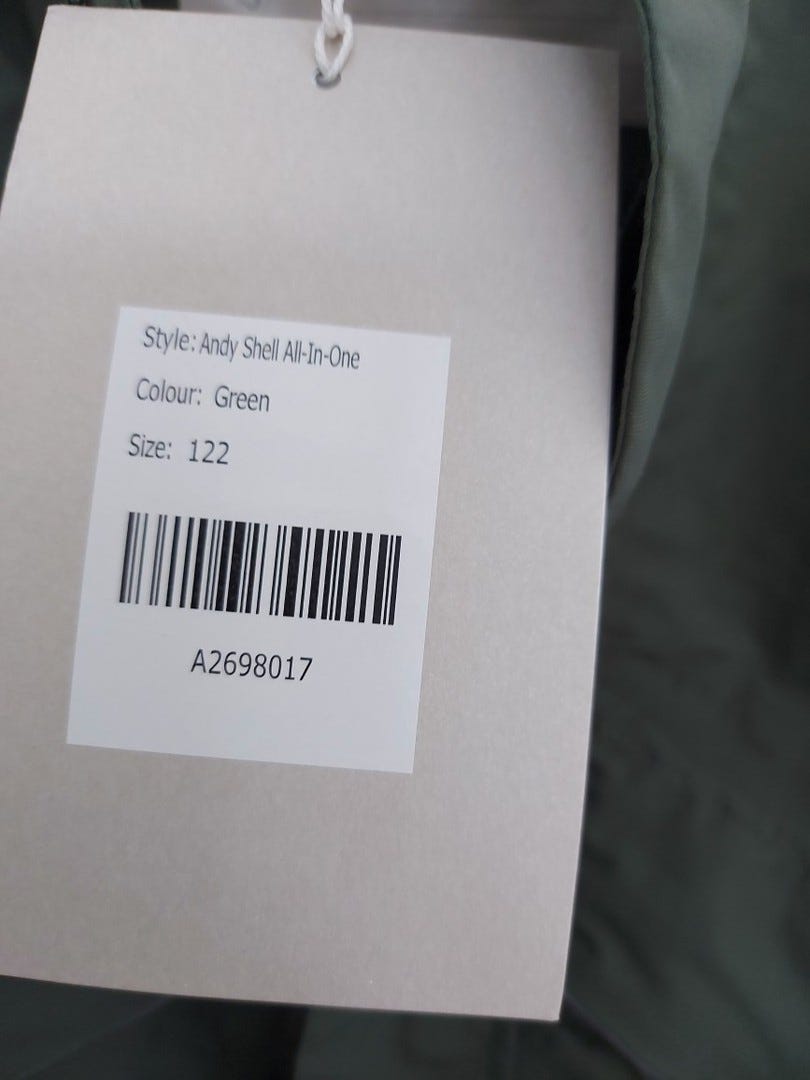 Style: Andy Shell All-In-One
Colour: Green
Size: 122
A2698017